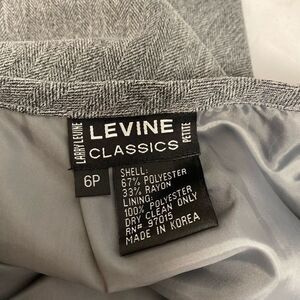 LARRY LEVINE
LEVINE
CLASSICS
PETITE
6P
SHELL:
67% POLYESTER
33% RAYON
LINING:
100% POLYESTER
DRY CLEAN ONLY
RN# 97015
MADE IN KOREA